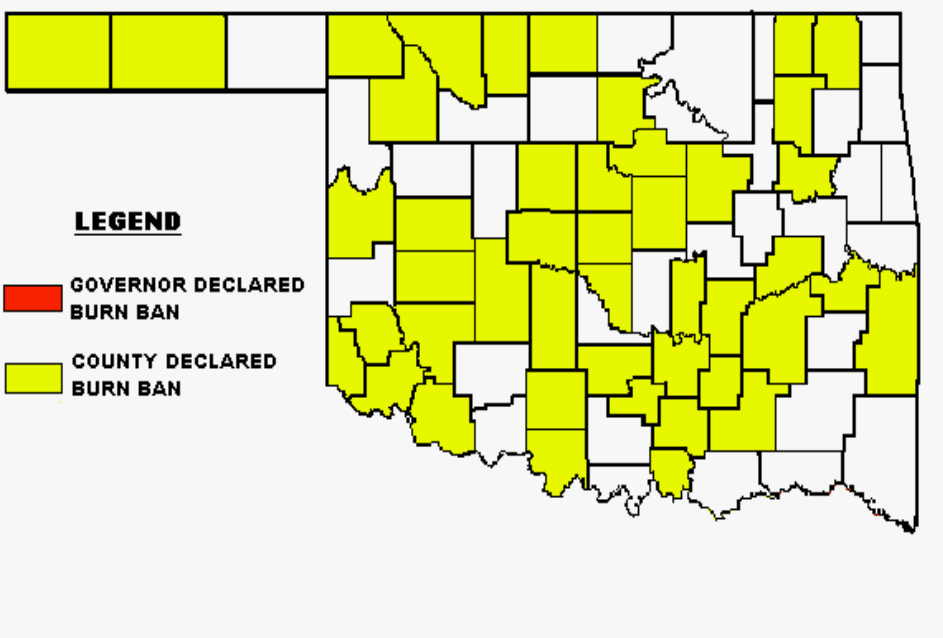 LEGEND
GOVERNOR DECLARED
BURN BAN
COUNTY DECLARED
BURN BAN